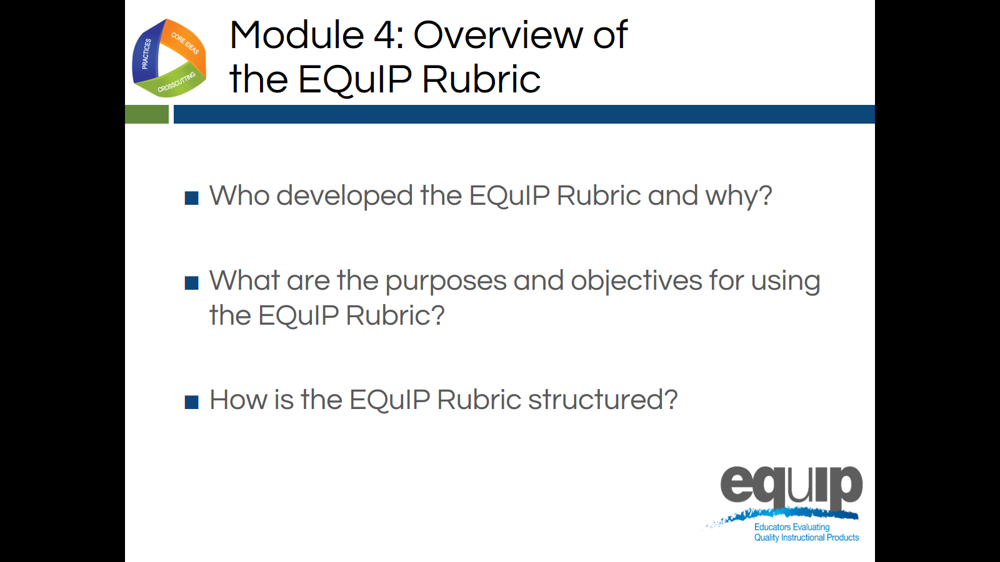 PRACTICES
CORE IDEAS
CROSSCUTTING
Module 4: Overview of
the EQuIP Rubric
■ Who developed the EQuIP Rubric and why?
■ What are the purposes and objectives for using
the EQuIP Rubric?
■ How is the EQuIP Rubric structured?
equip
Educators Evaluating
Quality Instructional Products